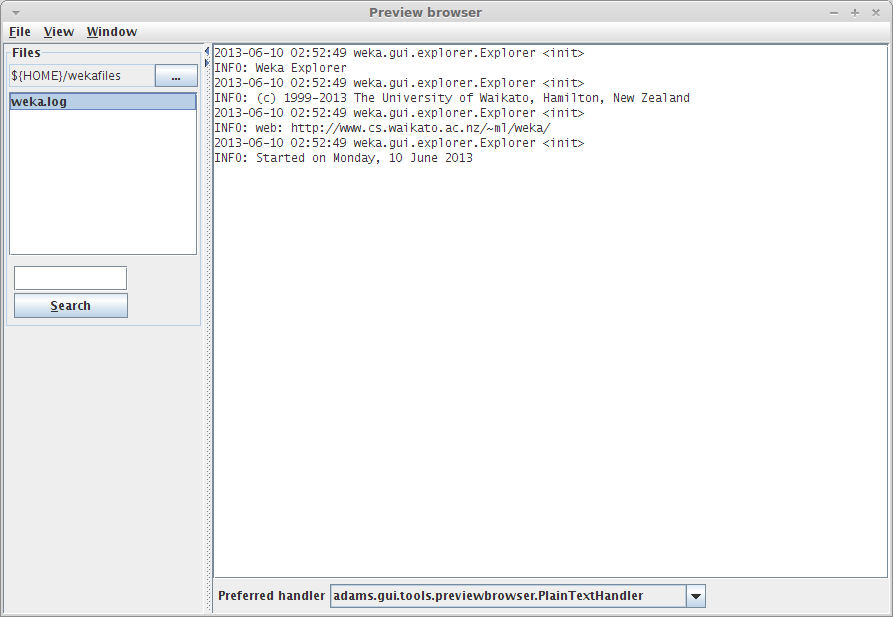 Preview browser
File View Window
Files
${HOME}/wekafiles ...
weka.log
Search
2013-06-10 02:52:49 weka.gui.explorer.Explorer <init>
INFO: Weka Explorer
2013-06-10 02:52:49 weka.gui.explorer.Explorer <init>
INFO: (c) 1999-2013 The University of Waikato, Hamilton, New Zealand
2013-06-10 02:52:49 weka.gui.explorer.Explorer <init>
INFO: web: http://www.cs.waikato.ac.nz/~ml/weka/
2013-06-10 02:52:49 weka.gui.explorer.Explorer <init>
INFO: Started on Monday, 10 June 2013
Preferred handler adams.gui.tools.previewbrowser.PlainTextHandler